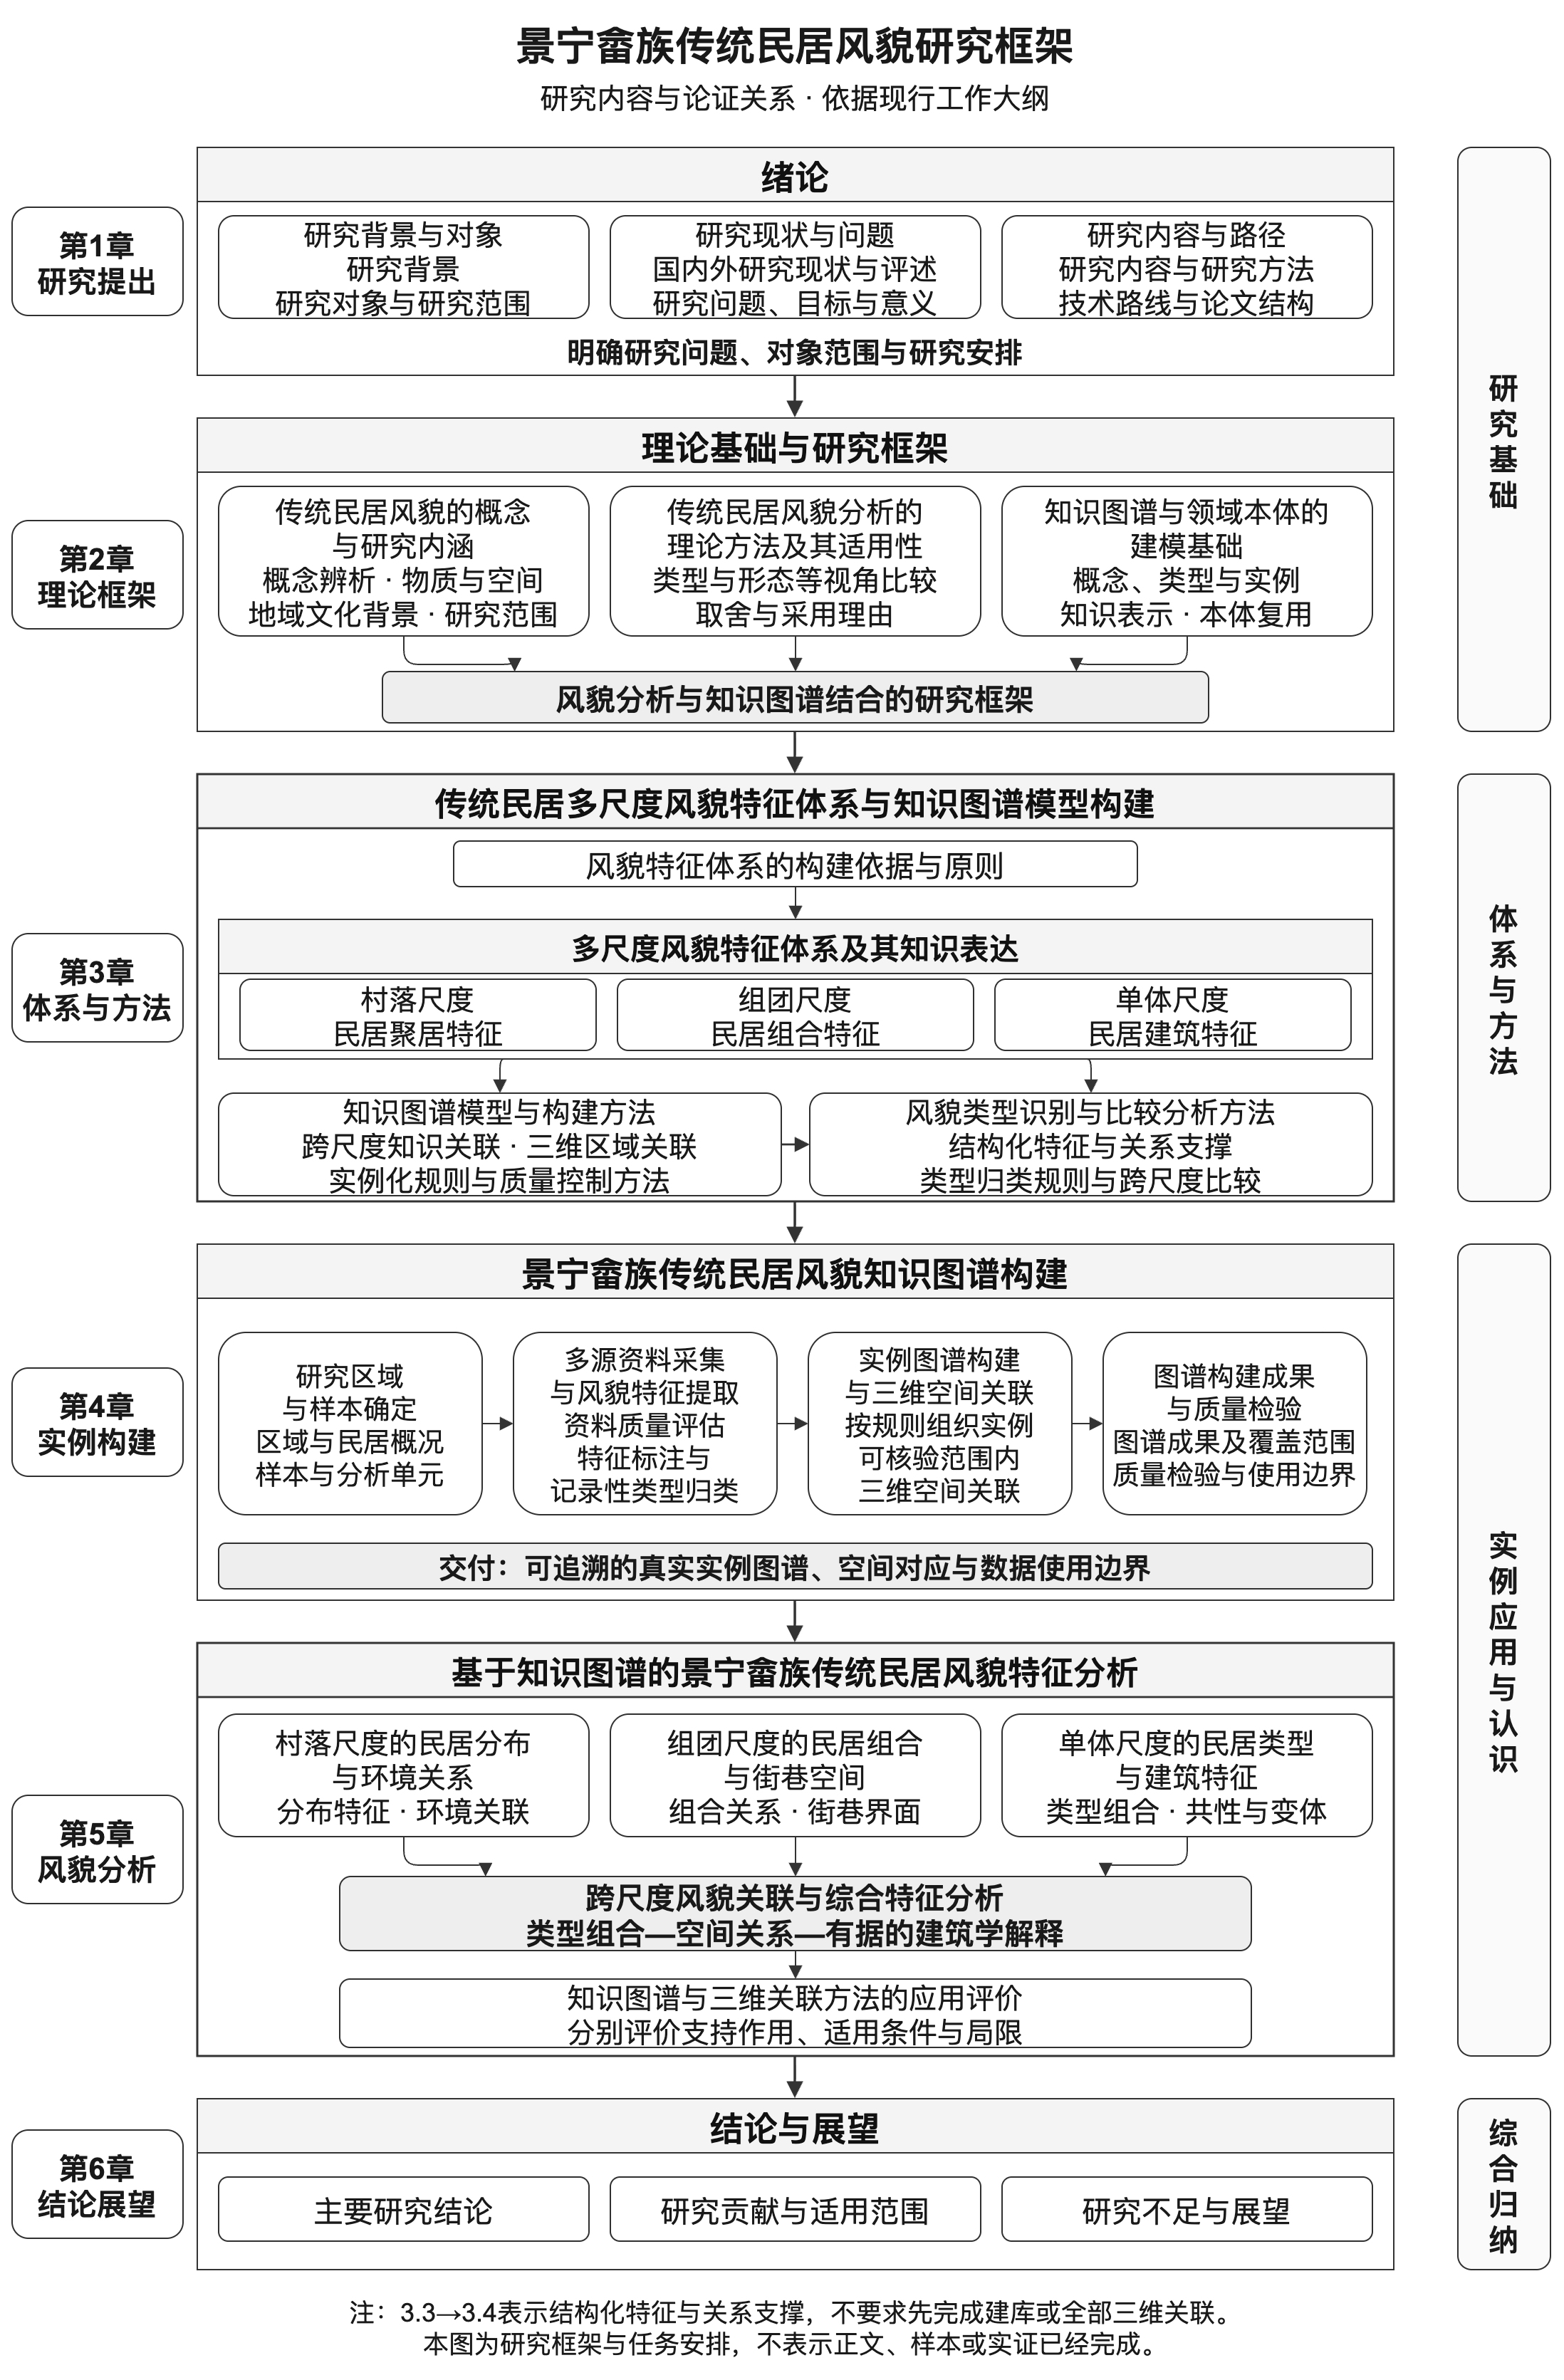 景宁畲族传统民居风貌研究框架
研究内容与论证关系 · 依据现行工作大纲
绪论
第1章
研究提出
研究背景与对象
研究背景
研究对象与研究范围
研究现状与问题
国内外研究现状与评述
研究问题、目标与意义
研究内容与路径
研究内容与研究方法
技术路线与论文结构
明确研究问题、对象范围与研究安排
研究基础
理论基础与研究框架
第2章
理论框架
传统民居风貌的概念
与研究内涵
概念辨析 · 物质与空间
地域文化背景 · 研究范围
传统民居风貌分析的
理论方法及其适用性
类型与形态等视角比较
取舍与采用理由
知识图谱与领域本体的
建模基础
概念、类型与实例
知识表示 · 本体复用
风貌分析与知识图谱结合的研究框架
传统民居多尺度风貌特征体系与知识图谱模型构建
第3章
体系与方法
风貌特征体系的构建依据与原则
多尺度风貌特征体系及其知识表达
村落尺度
民居聚居特征
组团尺度
民居组合特征
单体尺度
民居建筑特征
知识图谱模型与构建方法
跨尺度知识关联 · 三维区域关联
实例化规则与质量控制方法
风貌类型识别与比较分析方法
结构化特征与关系支撑
类型归类规则与跨尺度比较
体系与方法
景宁畲族传统民居风貌知识图谱构建
第4章
实例构建
研究区域
与样本确定
区域与民居概况
样本与分析单元
多源资料采集
与风貌特征提取
资料质量评估
特征标注与
记录性类型归类
实例图谱构建
与三维空间关联
按规则组织实例
可核验范围内
三维空间关联
图谱构建成果
与质量检验
图谱成果及覆盖范围
质量检验与使用边界
交付：可追溯的真实实例图谱、空间对应与数据使用边界
实例应用与认识
基于知识图谱的景宁畲族传统民居风貌特征分析
第5章
风貌分析
村落尺度的民居分布
与环境关系
分布特征 · 环境关联
组团尺度的民居组合
与街巷空间
组合关系 · 街巷界面
单体尺度的民居类型
与建筑特征
类型组合 · 共性与变体
跨尺度风貌关联与综合特征分析
类型组合—空间关系—有据的建筑学解释
知识图谱与三维关联方法的应用评价
分别评价支持作用、适用条件与局限
结论与展望
第6章
结论展望
主要研究结论
研究贡献与适用范围
研究不足与展望
综合归纳
注：3.3→3.4表示结构化特征与关系支撑，不要求先完成建库或全部三维关联。
本图为研究框架与任务安排，不表示正文、样本或实证已经完成。